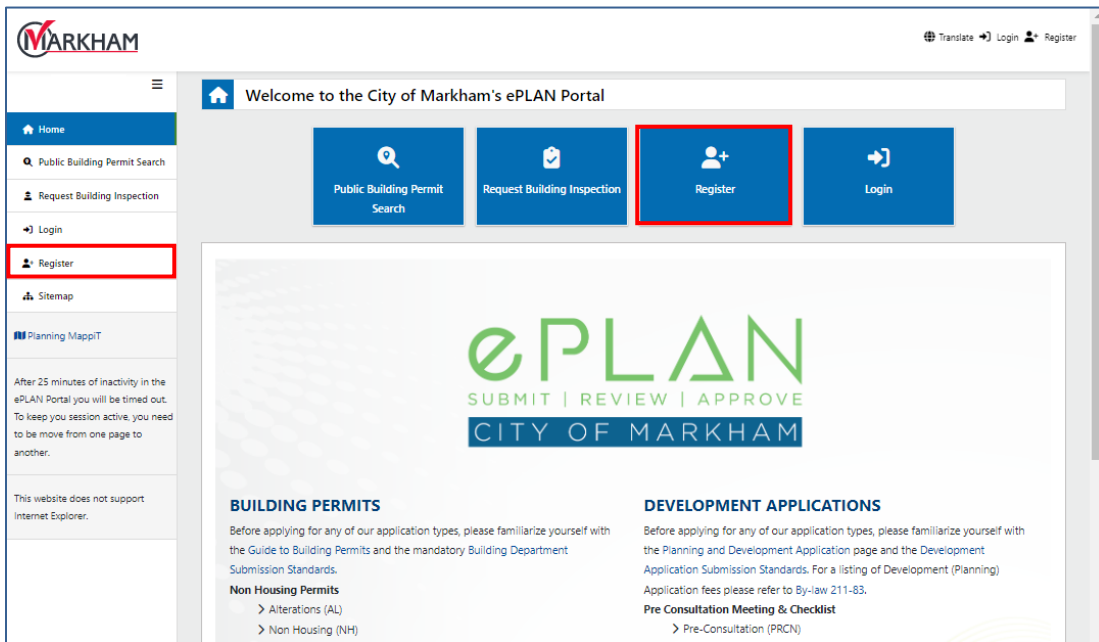 MARKHAM
Translate Login Register
Welcome to the City of Markham's ePLAN Portal
Home
Public Building Permit Search
Request Building Inspection
Login
Register
Sitemap
Planning MappiT
After 25 minutes of inactivity in the
ePLAN Portal you will be timed out.
To keep you session active, you need
to be move from one page to
another.
This website does not support
Internet Explorer.
Public Building Permit
Search
Request Building Inspection
Register
Login
ePLAN
SUBMIT | REVIEW | APPROVE
CITY OF MARKHAM
BUILDING PERMITS
Before applying for any of our application types, please familiarize yourself with
the Guide to Building Permits and the mandatory Building Department
Submission Standards.
Non Housing Permits
Alterations (AL)
Non Housing (NH)
DEVELOPMENT APPLICATIONS
Before applying for any of our application types, please familiarize yourself with
the Planning and Development Application page and the Development
Application Submission Standards. For a listing of Development (Planning)
Application fees please refer to By-law 211-83.
Pre Consultation Meeting & Checklist
Pre-Consultation (PRCN)